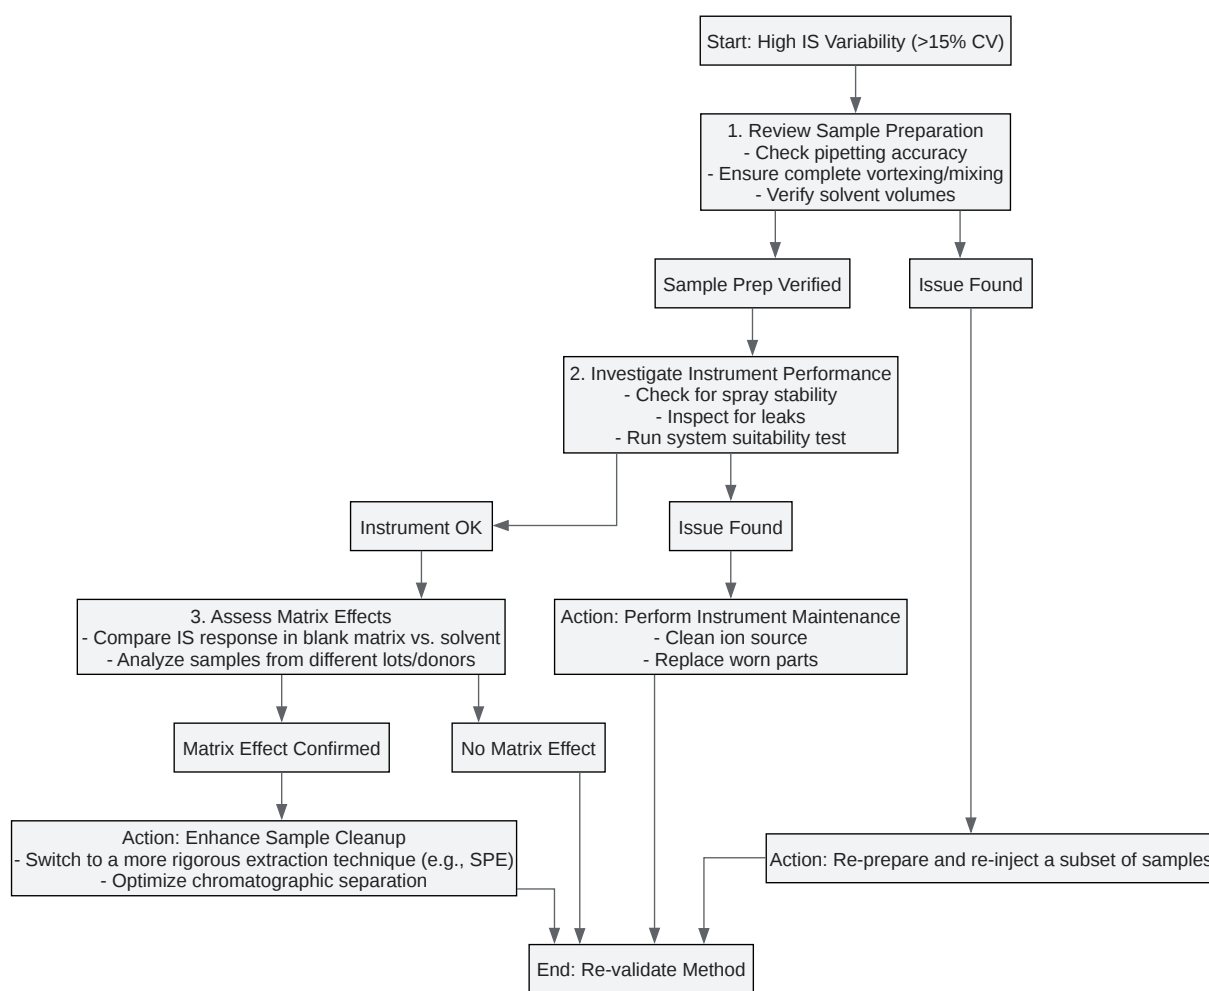 Start: High IS Variability (>15% CV)
1. Review Sample Preparation
- Check pipetting accuracy
- Ensure complete vortexing/mixing
- Verify solvent volumes
Sample Prep Verified
Issue Found
2. Investigate Instrument Performance
- Check for spray stability
- Inspect for leaks
- Run system suitability test
Instrument OK
Issue Found
3. Assess Matrix Effects
- Compare IS response in blank matrix vs. solvent
- Analyze samples from different lots/donors
Action: Perform Instrument Maintenance
- Clean ion source
- Replace worn parts
Matrix Effect Confirmed
No Matrix Effect
Action: Enhance Sample Cleanup
- Switch to a more rigorous extraction technique (e.g., SPE)
- Optimize chromatographic separation
Action: Re-prepare and re-inject a subset of samples
End: Re-validate Method